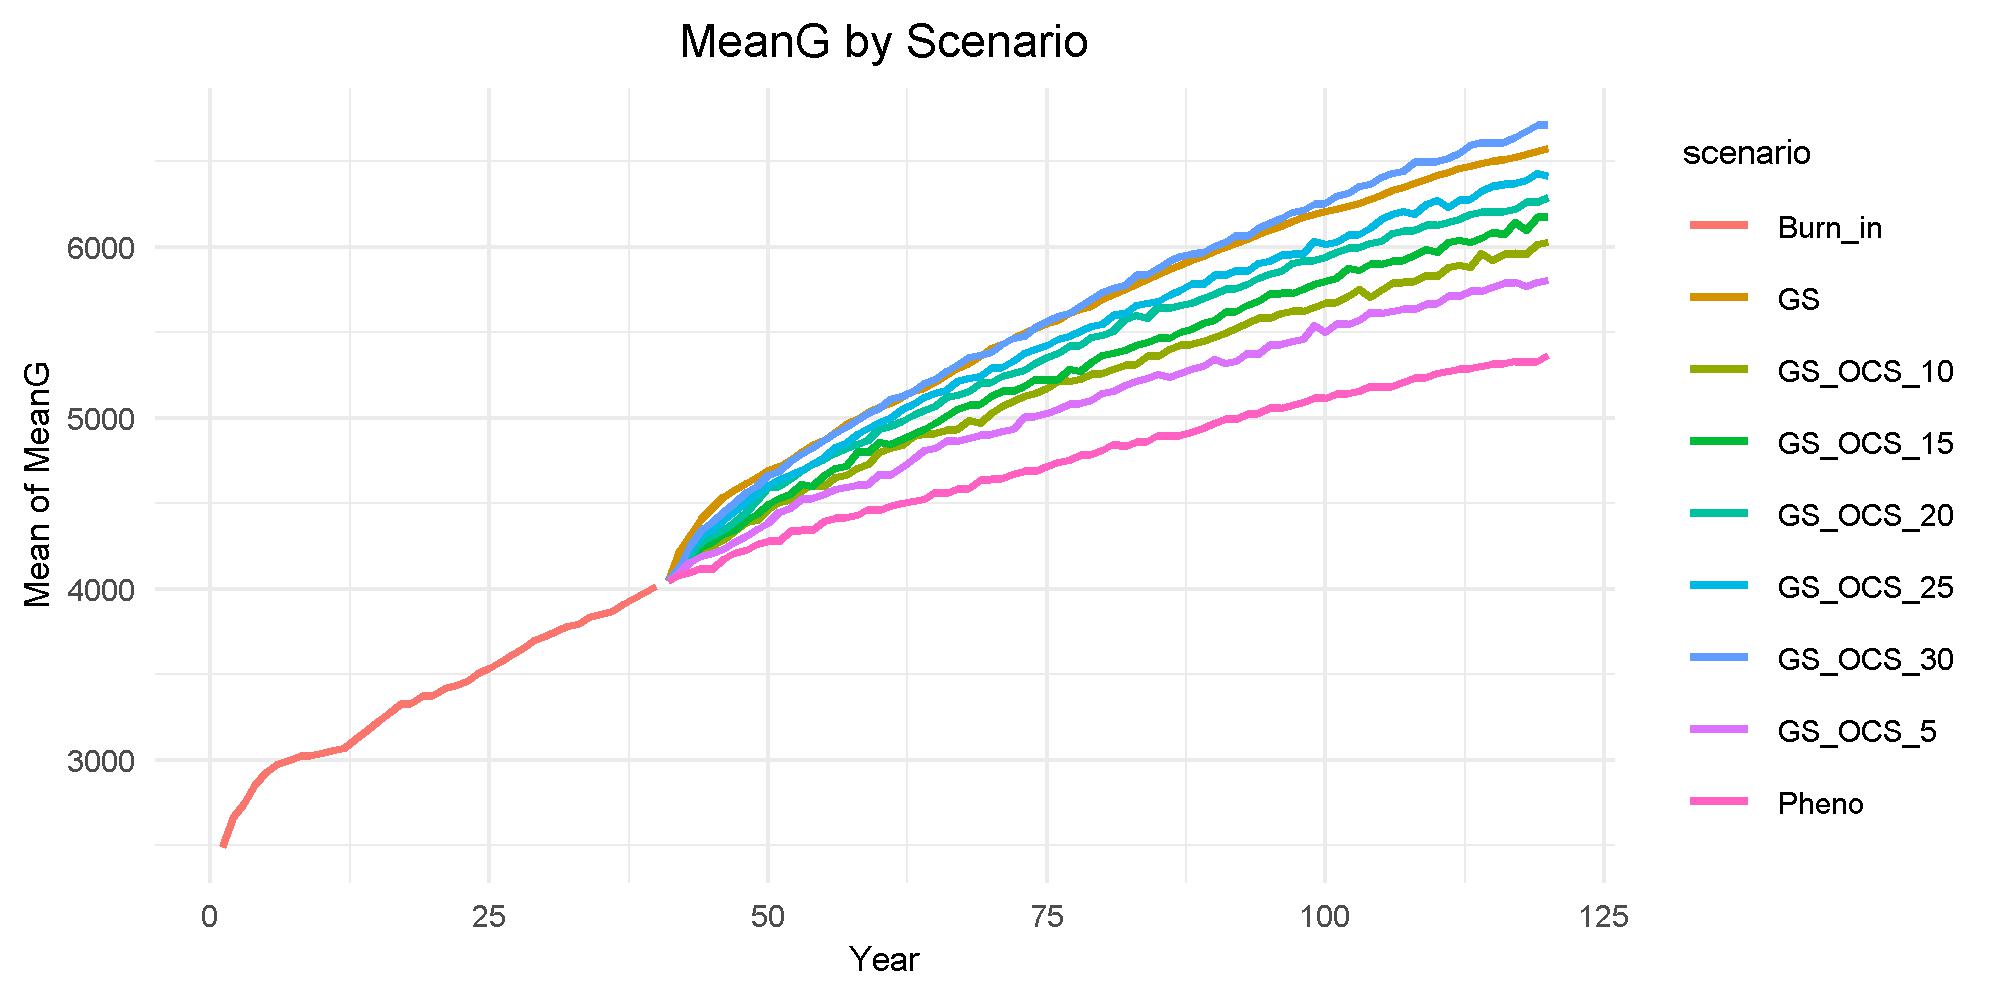 MeanG by Scenario
Mean of MeanG
6000
5000
4000
3000
0 25 50 75 100 125
Year
scenario
Burn_in
GS
GS_OCS_10
GS_OCS_15
GS_OCS_20
GS_OCS_25
GS_OCS_30
GS_OCS_5
Pheno